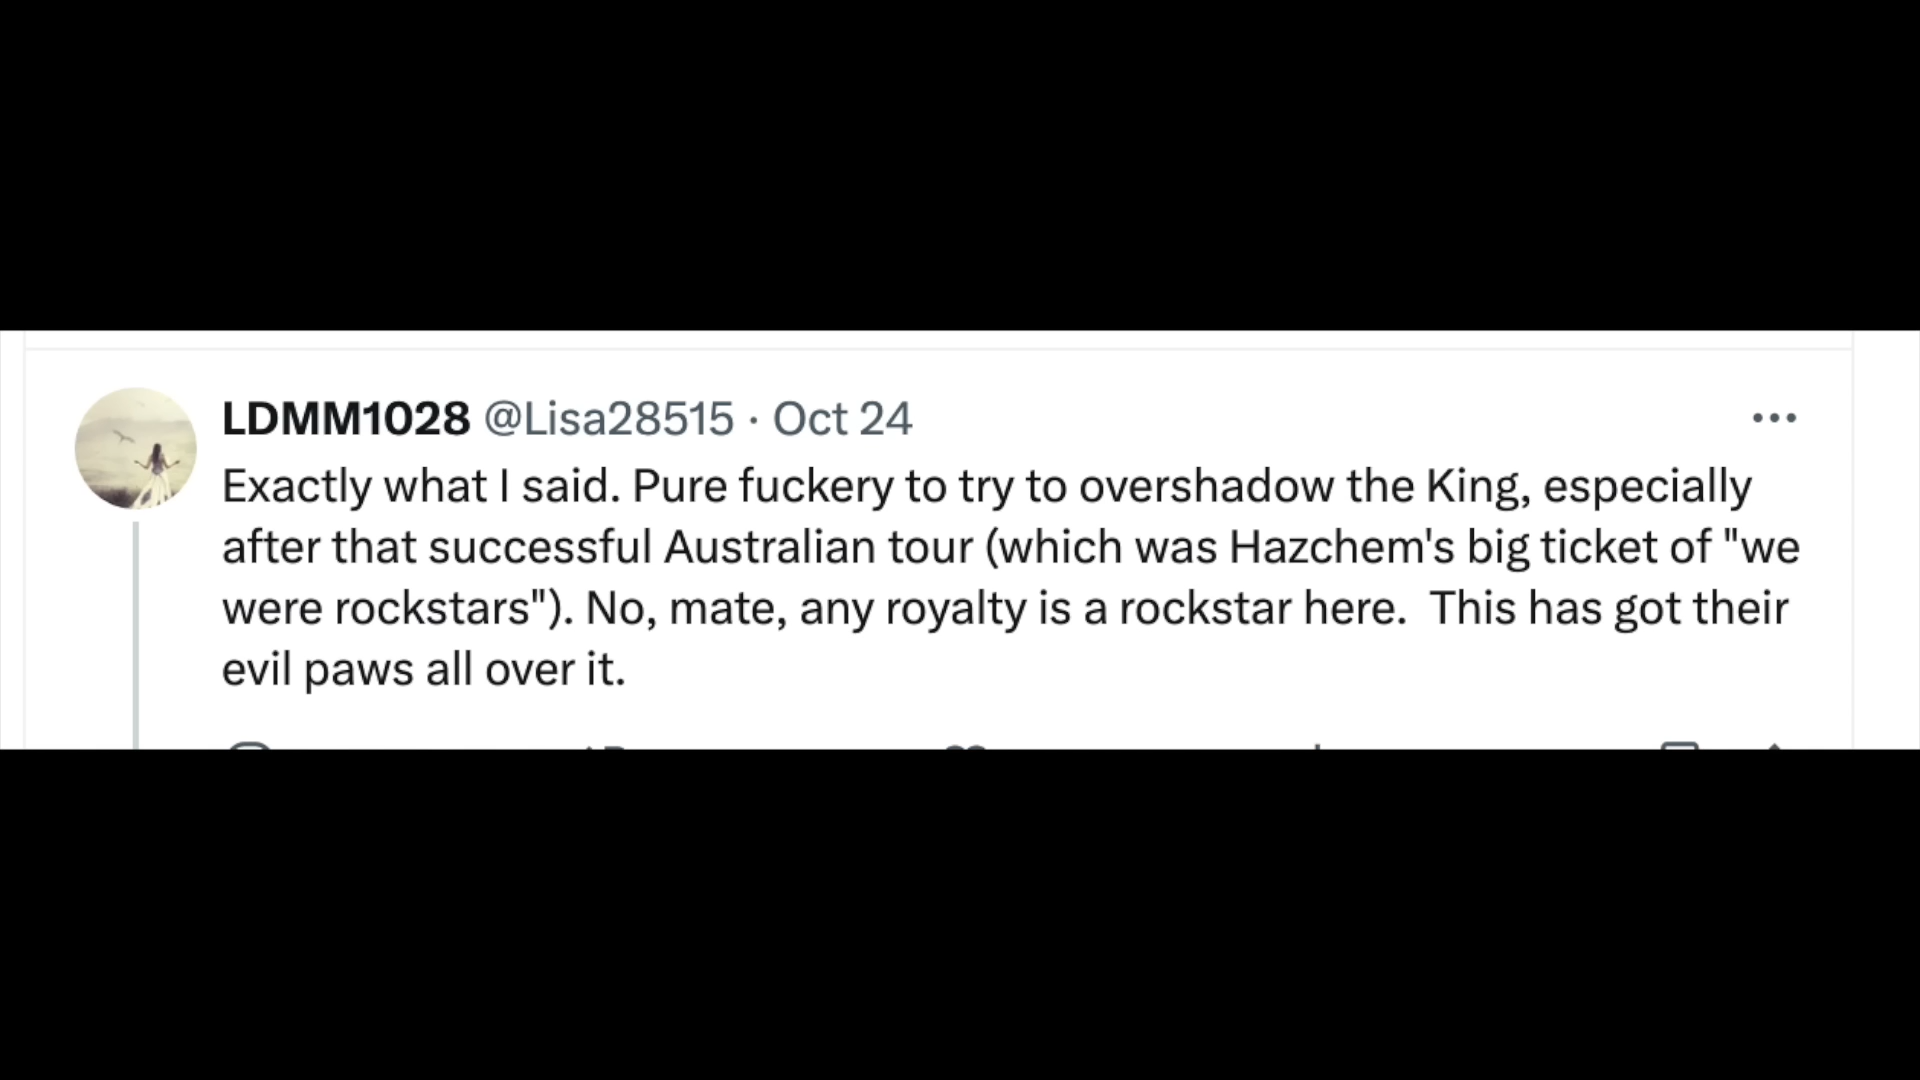 LDMM1028 @Lisa28515 · Oct 24
Exactly what I said. Pure fuckery to try to overshadow the King, especially
after that successful Australian tour (which was Hazchem's big ticket of "we
were rockstars"). No, mate, any royalty is a rockstar here.  This has got their
evil paws all over it.